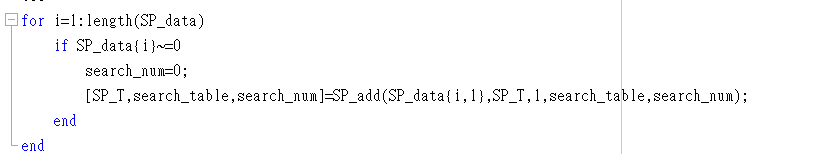 for i=1:length(SP_data)
if SP_data{i}~=0
search_num=0;
[SP_T,search_table,search_num]=SP_add(SP_data{i,1},SP_T,1,search_table,search_num);
end
end